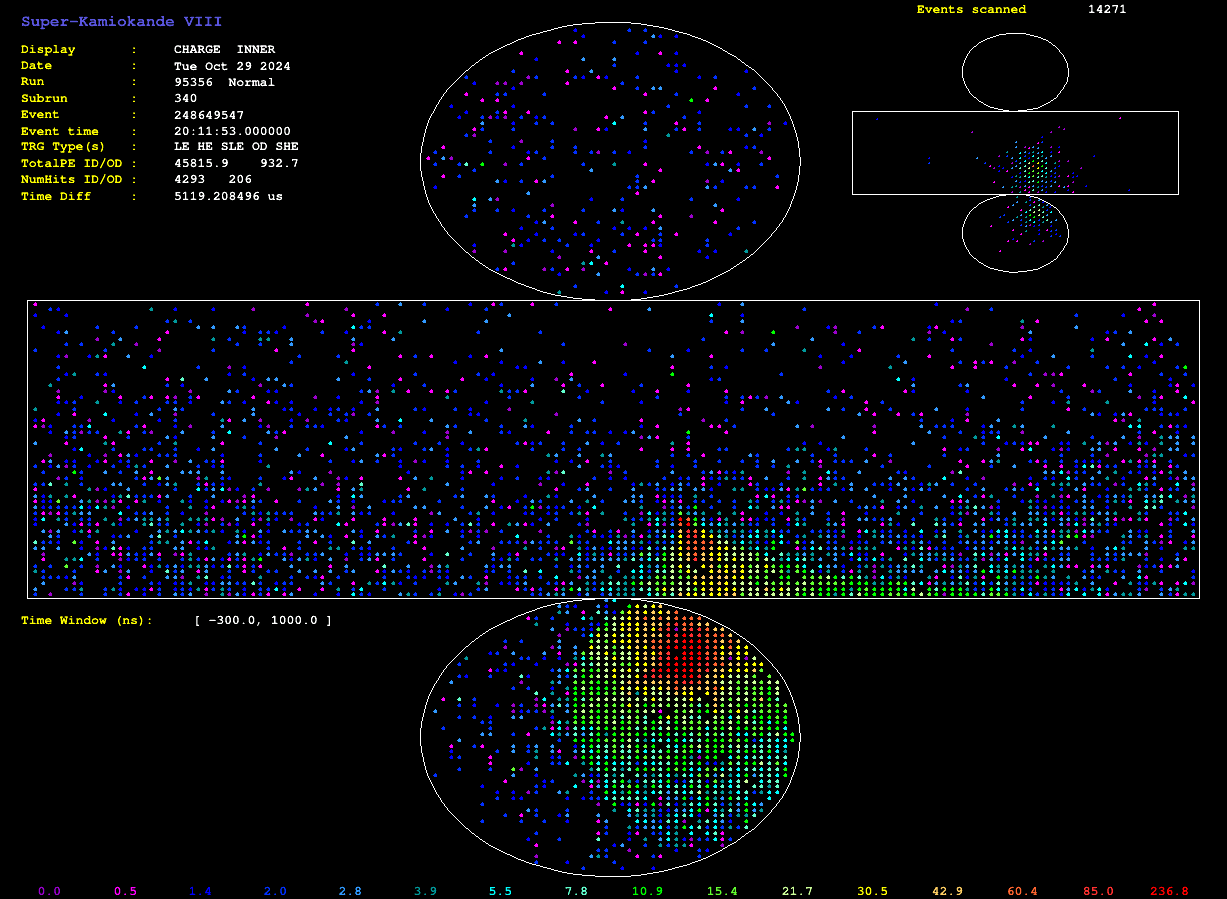 Super-Kamiokande VIII
Events scanned 14271
Display : CHARGE INNER
Date : Tue Oct 29 2024
Run : 95356 Normal
Subrun : 340
Event : 248649547
Event time : 20:11:53.000000
TRG Type(s) : LE HE SLE OD SHE
TotalPE ID/OD : 45815.9 932.7
NumHits ID/OD : 4293 206
Time Diff : 5119.208496 us
Time Window (ns): [ -300.0, 1000.0 ]
0.0 0.5 1.4 2.0 2.8 3.9 5.5 7.8 10.9 15.4 21.7 30.5 42.9 60.4 85.0 236.8